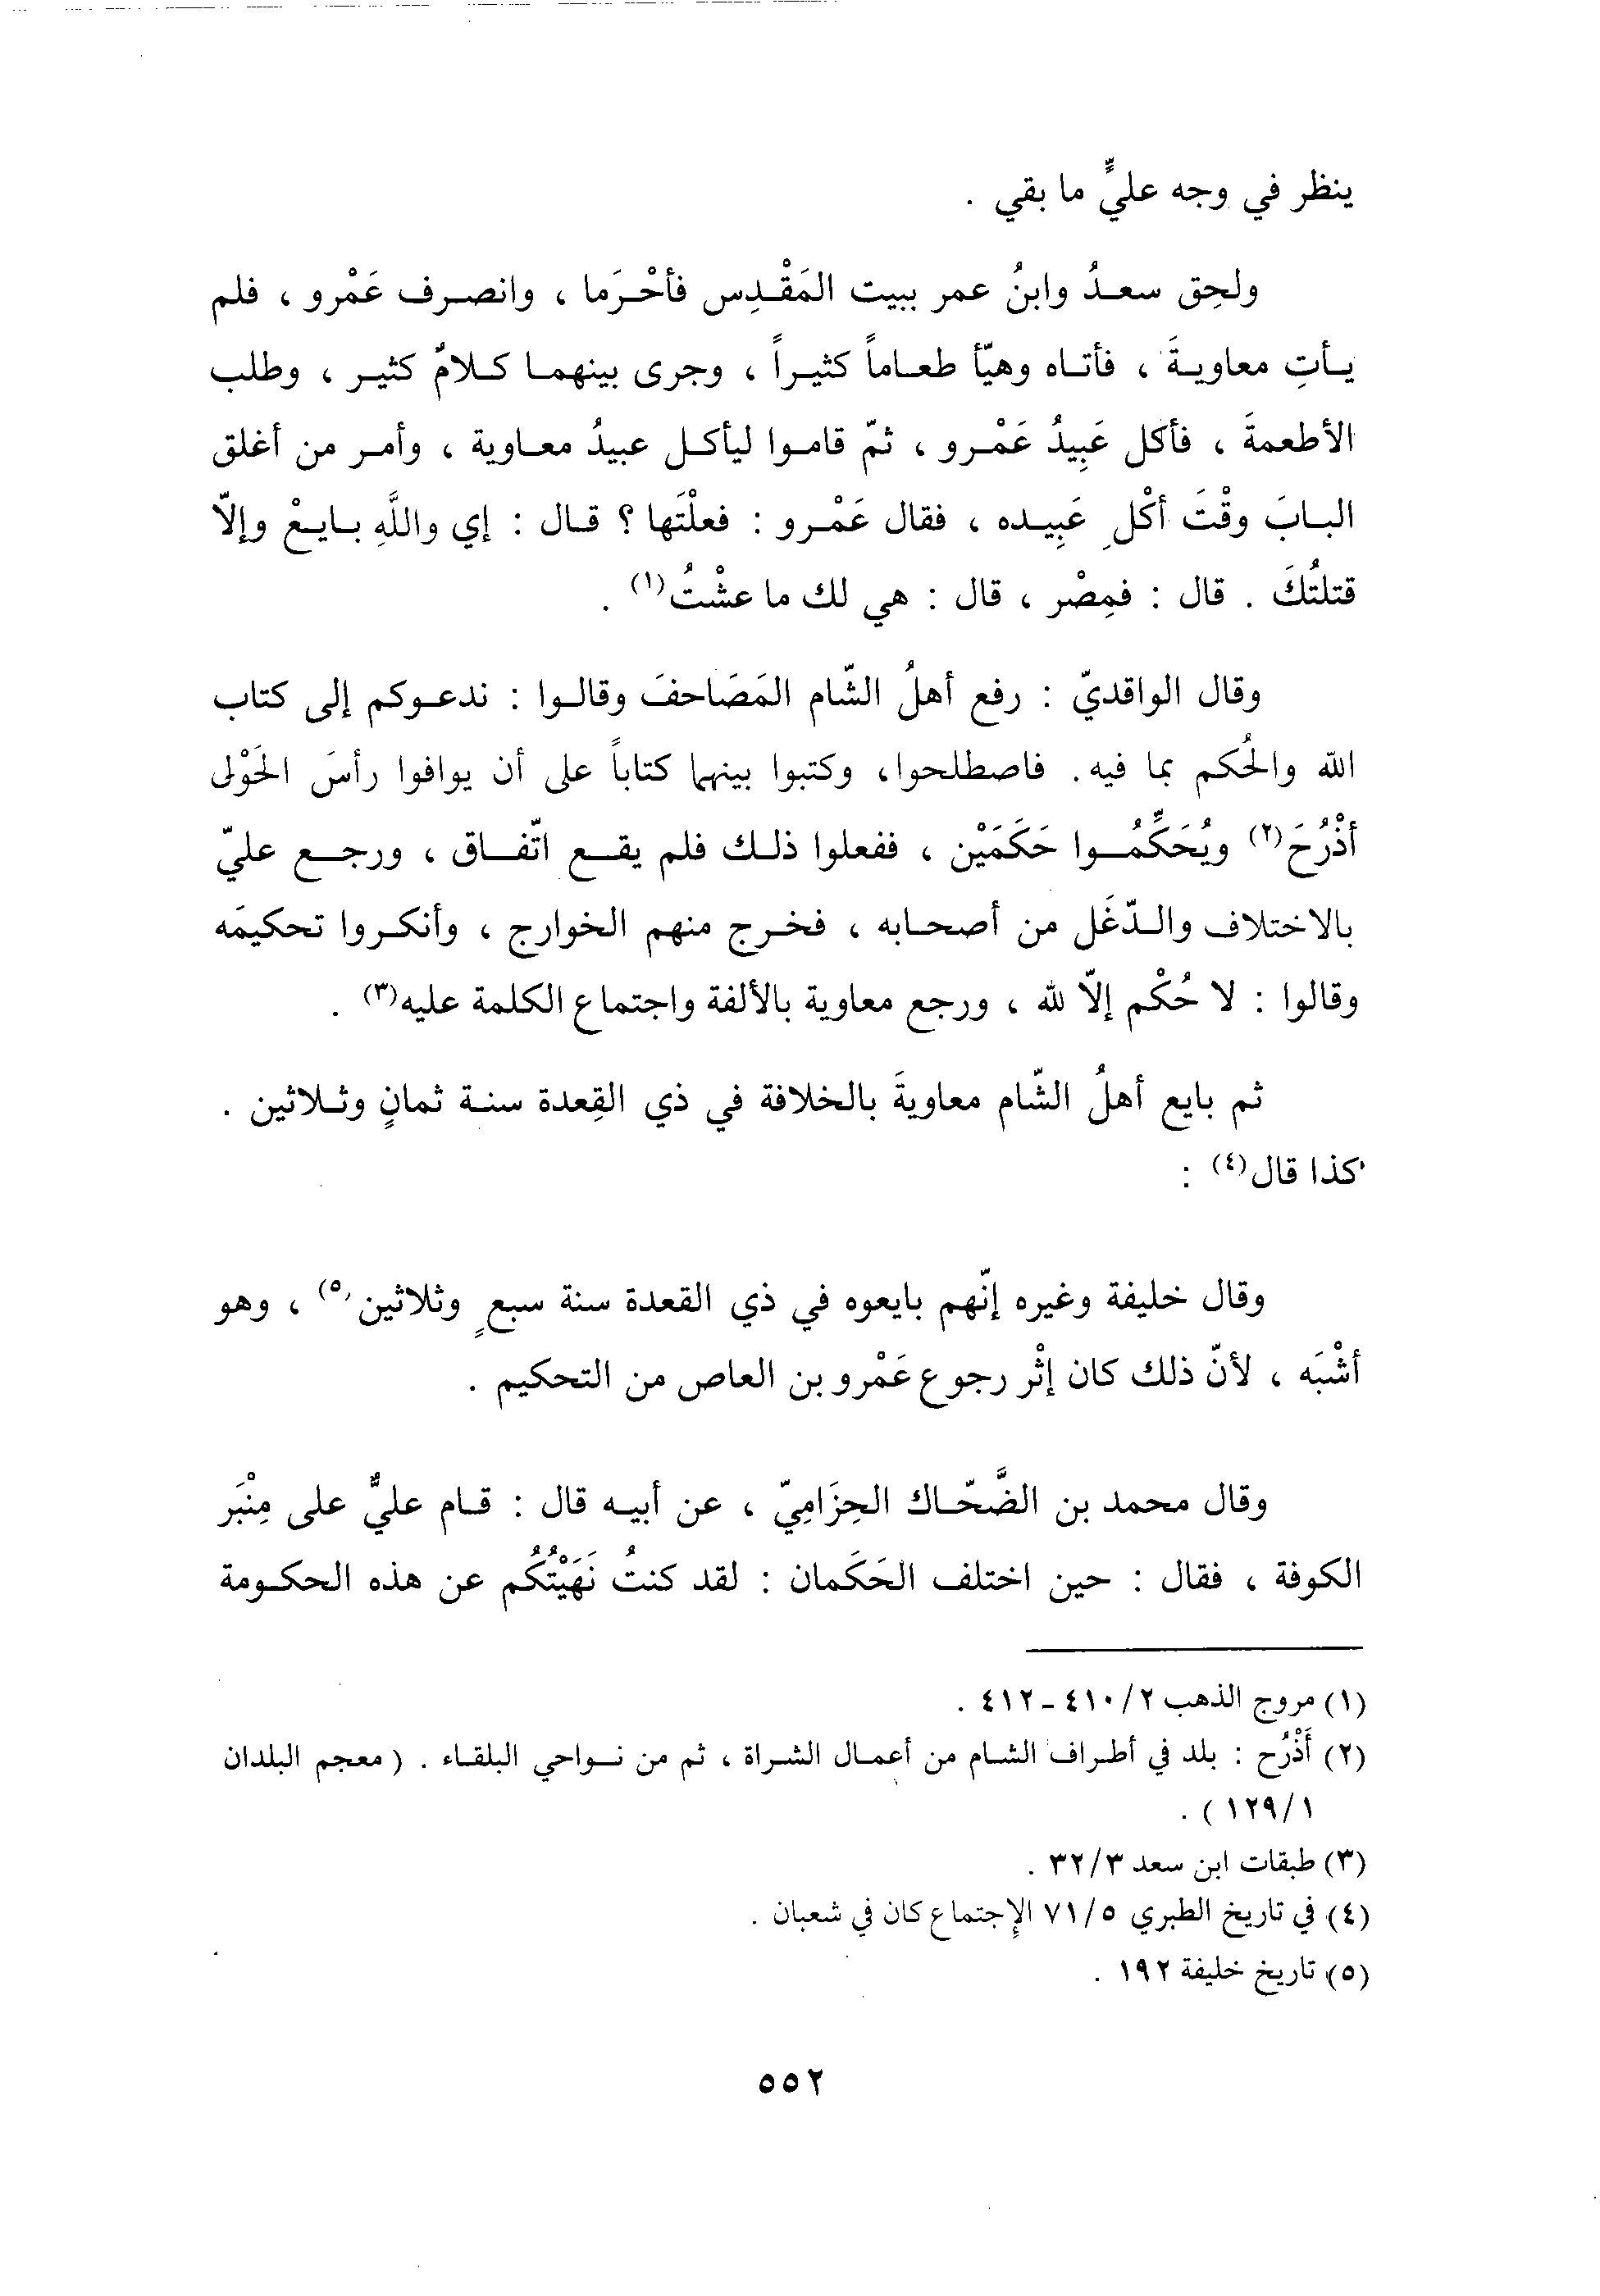 ينظر في وجه عليٍّ ما بقي .
ولحِق سعدُ وابنُ عمر ببيت المَقْدِس فأحْرَما ، وانصرف عَمْرو ، فلم
يأتِ معاويةَ ، فأتاه وهيّأ طعاماً كثيراً ، وجرى بينهما كلامٌ كثير ، وطلب
الأطعمةَ ، فأكل عَبِيدُ عَمْرو ، ثمّ قاموا ليأكل عبيدُ معاوية ، وأمر من أغلق
البابَ وقْتَ أكْلِ عَبِيده ، فقال عَمْرو : فعلْتَها ؟ قال : إي واللَّهِ بايعْ وإلاّ
قتلتُكَ . قال : فمِصْر ، قال : هي لك ما عشْتُ(١) .
وقال الواقديّ : رفع أهلُ الشّام المَصَاحفَ وقالوا : ندعوكم إلى كتاب
الله والحُكم بما فيه . فاصطلحوا، وكتبوا بينهما كتاباً على أن يوافوا رأسَ الحَوْلى
أذْرُحَ(٢) ويُحَكِّمُوا حَكَمَيْن ، ففعلوا ذلك فلم يقع اتّفاق ، ورجع عليّ
بالاختلاف والدّغَل من أصحابه ، فخرج منهم الخوارج ، وأنكروا تحكيمَه
وقالوا : لا حُكْم إلاّ لله ، ورجع معاوية بالألفة واجتماع الكلمة عليه(٣) .
ثم بايع أهلُ الشّام معاويةَ بالخلافة في ذي القِعدة سنة ثمانٍ وثلاثين .
كذا قال(٤) :
وقال خليفة وغيره إنّهم بايعوه في ذي القعدة سنة سبعٍ وثلاثين(٥) ، وهو
أشْبَه ، لأنّ ذلك كان إثْر رجوع عَمْرو بن العاص من التحكيم .
وقال محمد بن الضَّحّاك الحِزَامِيّ ، عن أبيه قال : قام عليٌّ على مِنْبَر
الكوفة ، فقال : حين اختلف الحَكَمان : لقد كنتُ نَهَيْتُكُم عن هذه الحكومة
(١) مروج الذهب ٢/٤١٠ - ٤١٢ .
(٢) أَذْرُح : بلد في أطراف الشام من أعمال الشراة ، ثم من نواحي البلقاء . ( معجم البلدان
١/١٢٩ ) .
(٣) طبقات ابن سعد ٣/٣٢ .
(٤) في تاريخ الطبري ٥/٧١ الإجتماع كان في شعبان .
(٥) تاريخ خليفة ١٩٢ .
٥٥٢